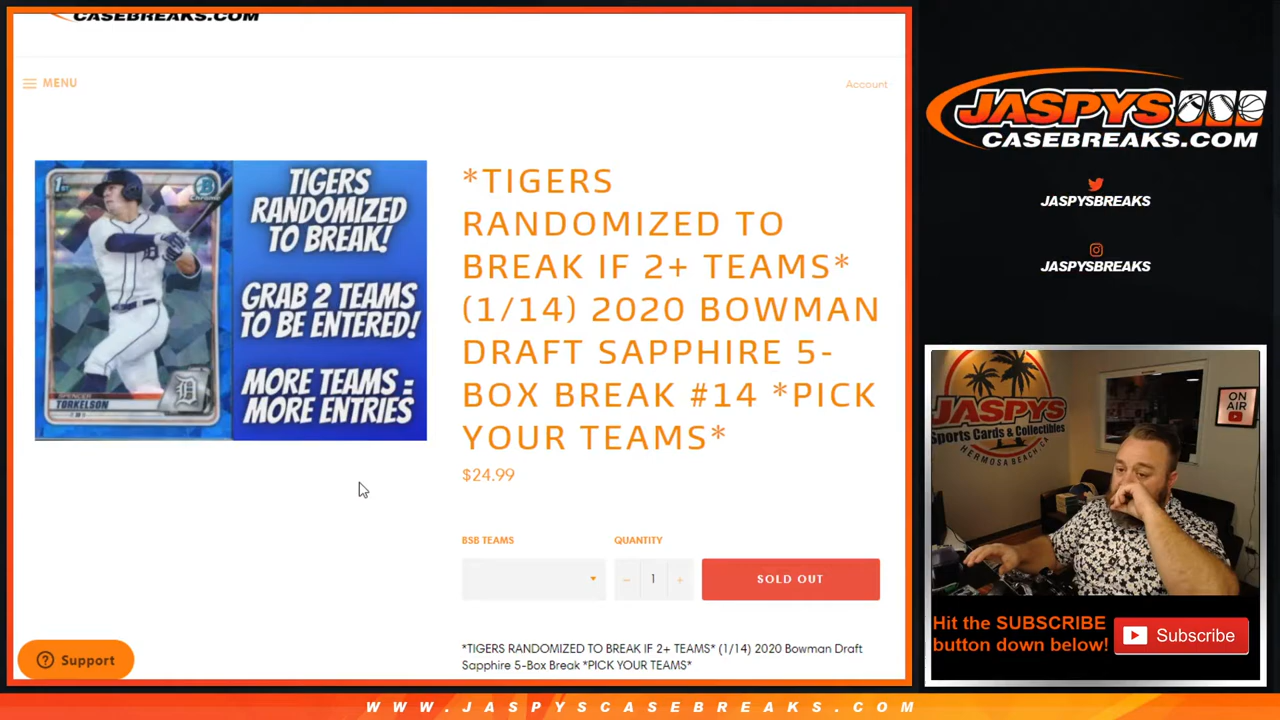 CASEBREAKS.COM
MENU
Account
1ST
SPENCER
TORKELSON
TIGERS
RANDOMIZED
TO BREAK!
GRAB 2 TEAMS
TO BE ENTERED!
MORE TEAMS =
MORE ENTRIES
*TIGERS
RANDOMIZED TO
BREAK IF 2+ TEAMS*
(1/14) 2020 BOWMAN
DRAFT SAPPHIRE 5-
BOX BREAK #14 *PICK
YOUR TEAMS*
$24.99
BSB TEAMS
QUANTITY
− 1 +
SOLD OUT
*TIGERS RANDOMIZED TO BREAK IF 2+ TEAMS* (1/14) 2020 Bowman Draft
Sapphire 5-Box Break *PICK YOUR TEAMS*
Support
JASPYS
CASEBREAKS.COM
JASPYSBREAKS
JASPYSBREAKS
JASPYS
Sports Cards & Collectibles
HERMOSA BEACH, CA
ON
AIR
Hit the SUBSCRIBE
button down below!
Subscribe
WWW.JASPYSCASEBREAKS.COM